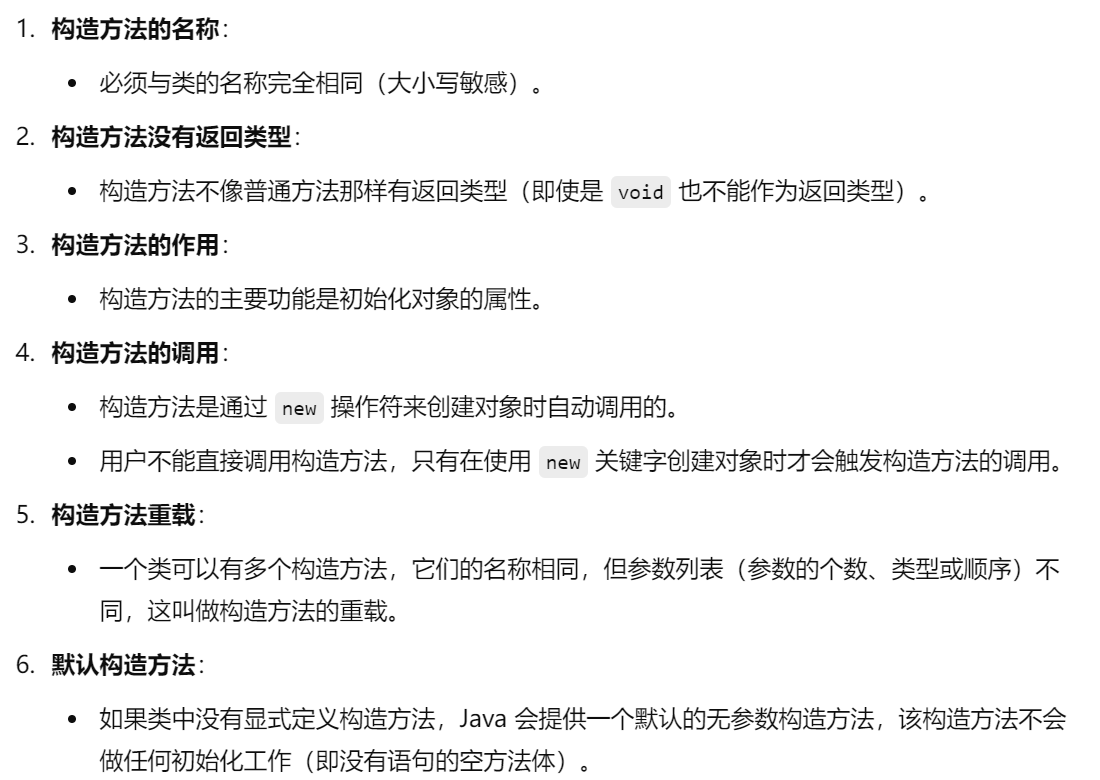 1. 构造方法的名称：
• 必须与类的名称完全相同（大小写敏感）。
2. 构造方法没有返回类型：
• 构造方法不像普通方法那样有返回类型（即使是 void 也不能作为返回类型）。
3. 构造方法的作用：
• 构造方法的主要功能是初始化对象的属性。
4. 构造方法的调用：
• 构造方法是通过 new 操作符来创建对象时自动调用的。
• 用户不能直接调用构造方法，只有在使用 new 关键字创建对象时才会触发构造方法的调用。
5. 构造方法重载：
• 一个类可以有多个构造方法，它们的名称相同，但参数列表（参数的个数、类型或顺序）不
同，这叫做构造方法的重载。
6. 默认构造方法：
• 如果类中没有显式定义构造方法，Java 会提供一个默认的无参数构造方法，该构造方法不会
做任何初始化工作（即没有语句的空方法体）。